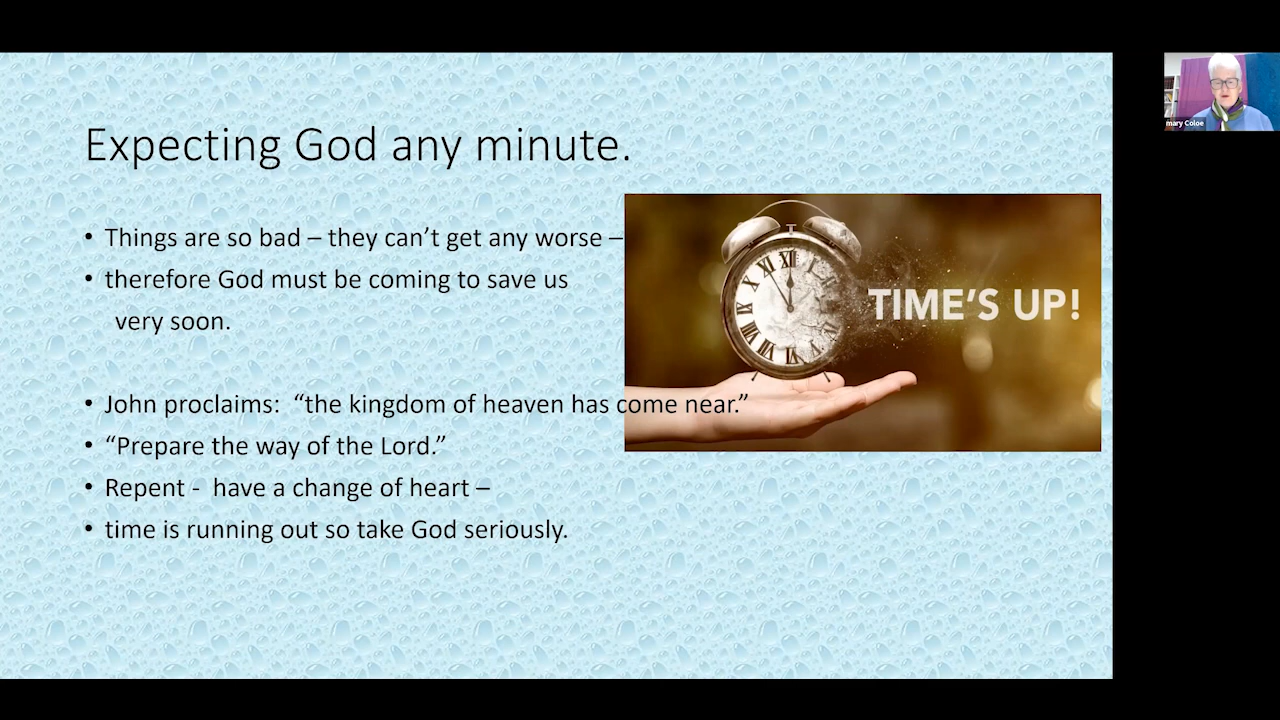 Expecting God any minute.
• Things are so bad – they can’t get any worse –
• therefore God must be coming to save us
very soon.
TIME’S UP!
• John proclaims:  “the kingdom of heaven has come near.”
• “Prepare the way of the Lord.”
• Repent -  have a change of heart –
• time is running out so take God seriously.
mary Coloe